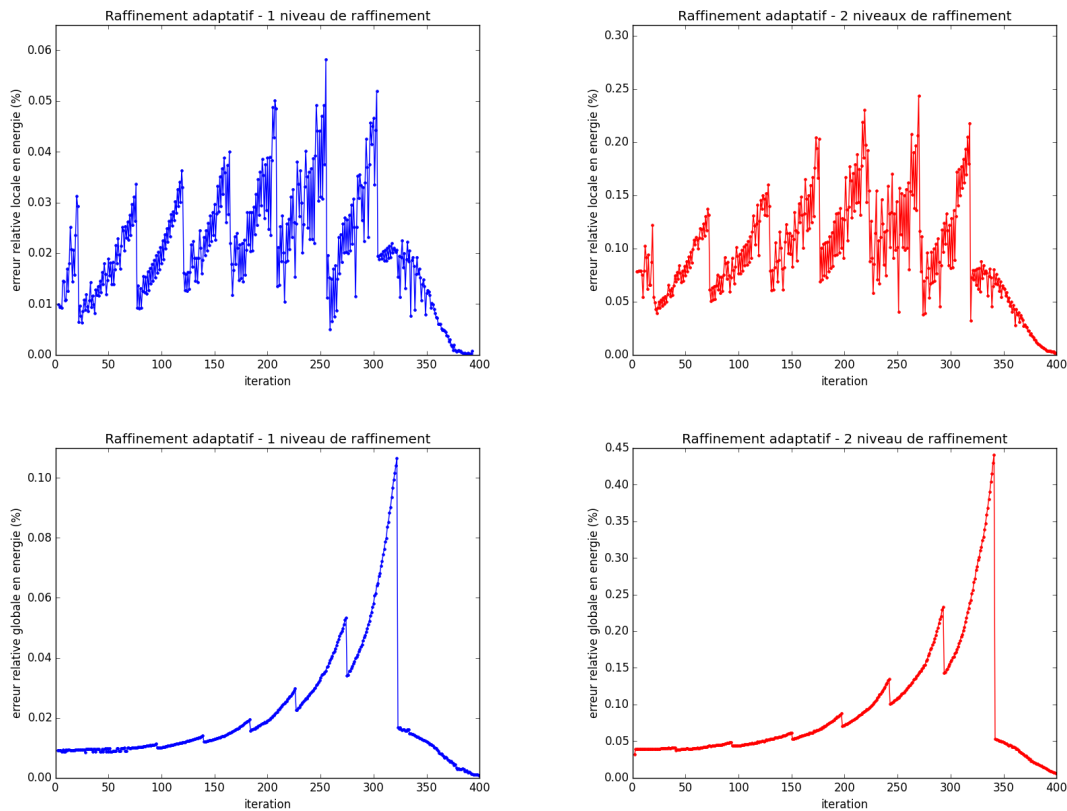 Raffinement adaptatif - 1 niveau de raffinement
erreur relative locale en energie (%)
0.06
0.05
0.04
0.03
0.02
0.01
0.00
0 50 100 150 200 250 300 350 400
iteration
Raffinement adaptatif - 2 niveaux de raffinement
erreur relative locale en energie (%)
0.30
0.25
0.20
0.15
0.10
0.05
0.00
0 50 100 150 200 250 300 350 400
iteration
Raffinement adaptatif - 1 niveau de raffinement
erreur relative globale en energie (%)
0.10
0.08
0.06
0.04
0.02
0.00
0 50 100 150 200 250 300 350 400
iteration
Raffinement adaptatif - 2 niveau de raffinement
erreur relative globale en energie (%)
0.45
0.40
0.35
0.30
0.25
0.20
0.15
0.10
0.05
0.00
0 50 100 150 200 250 300 350 400
iteration